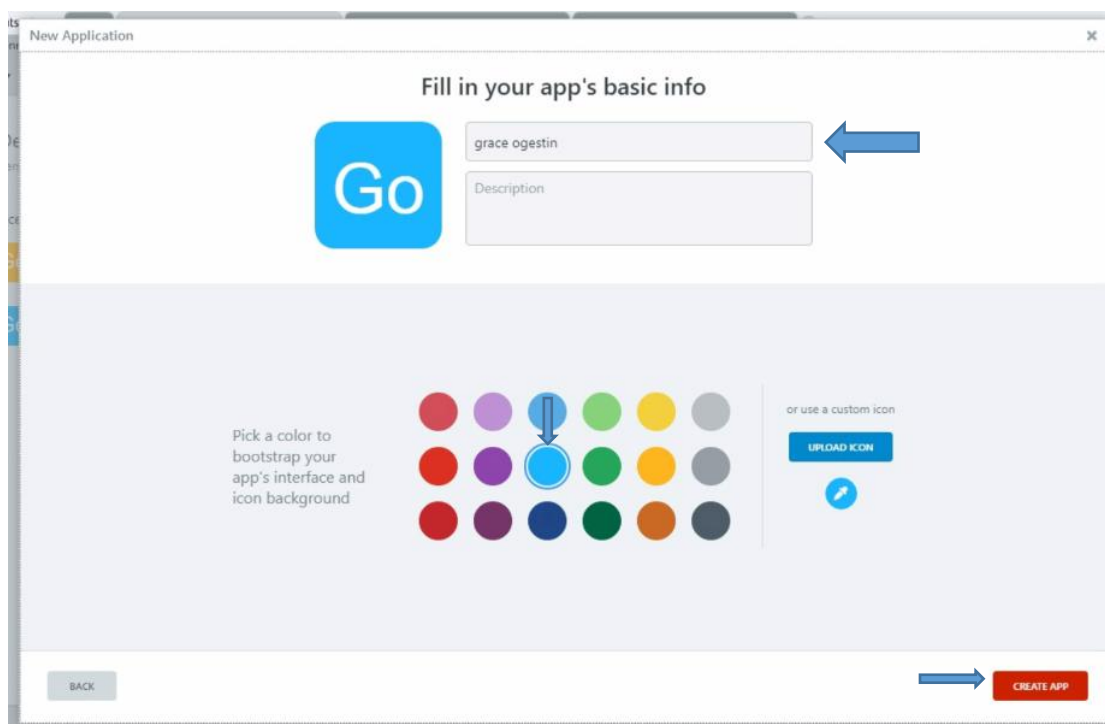 New Application
Fill in your app's basic info
Go
grace ogestin
Description
Pick a color to
bootstrap your
app's interface and
icon background
or use a custom icon
UPLOAD ICON
BACK
CREATE APP